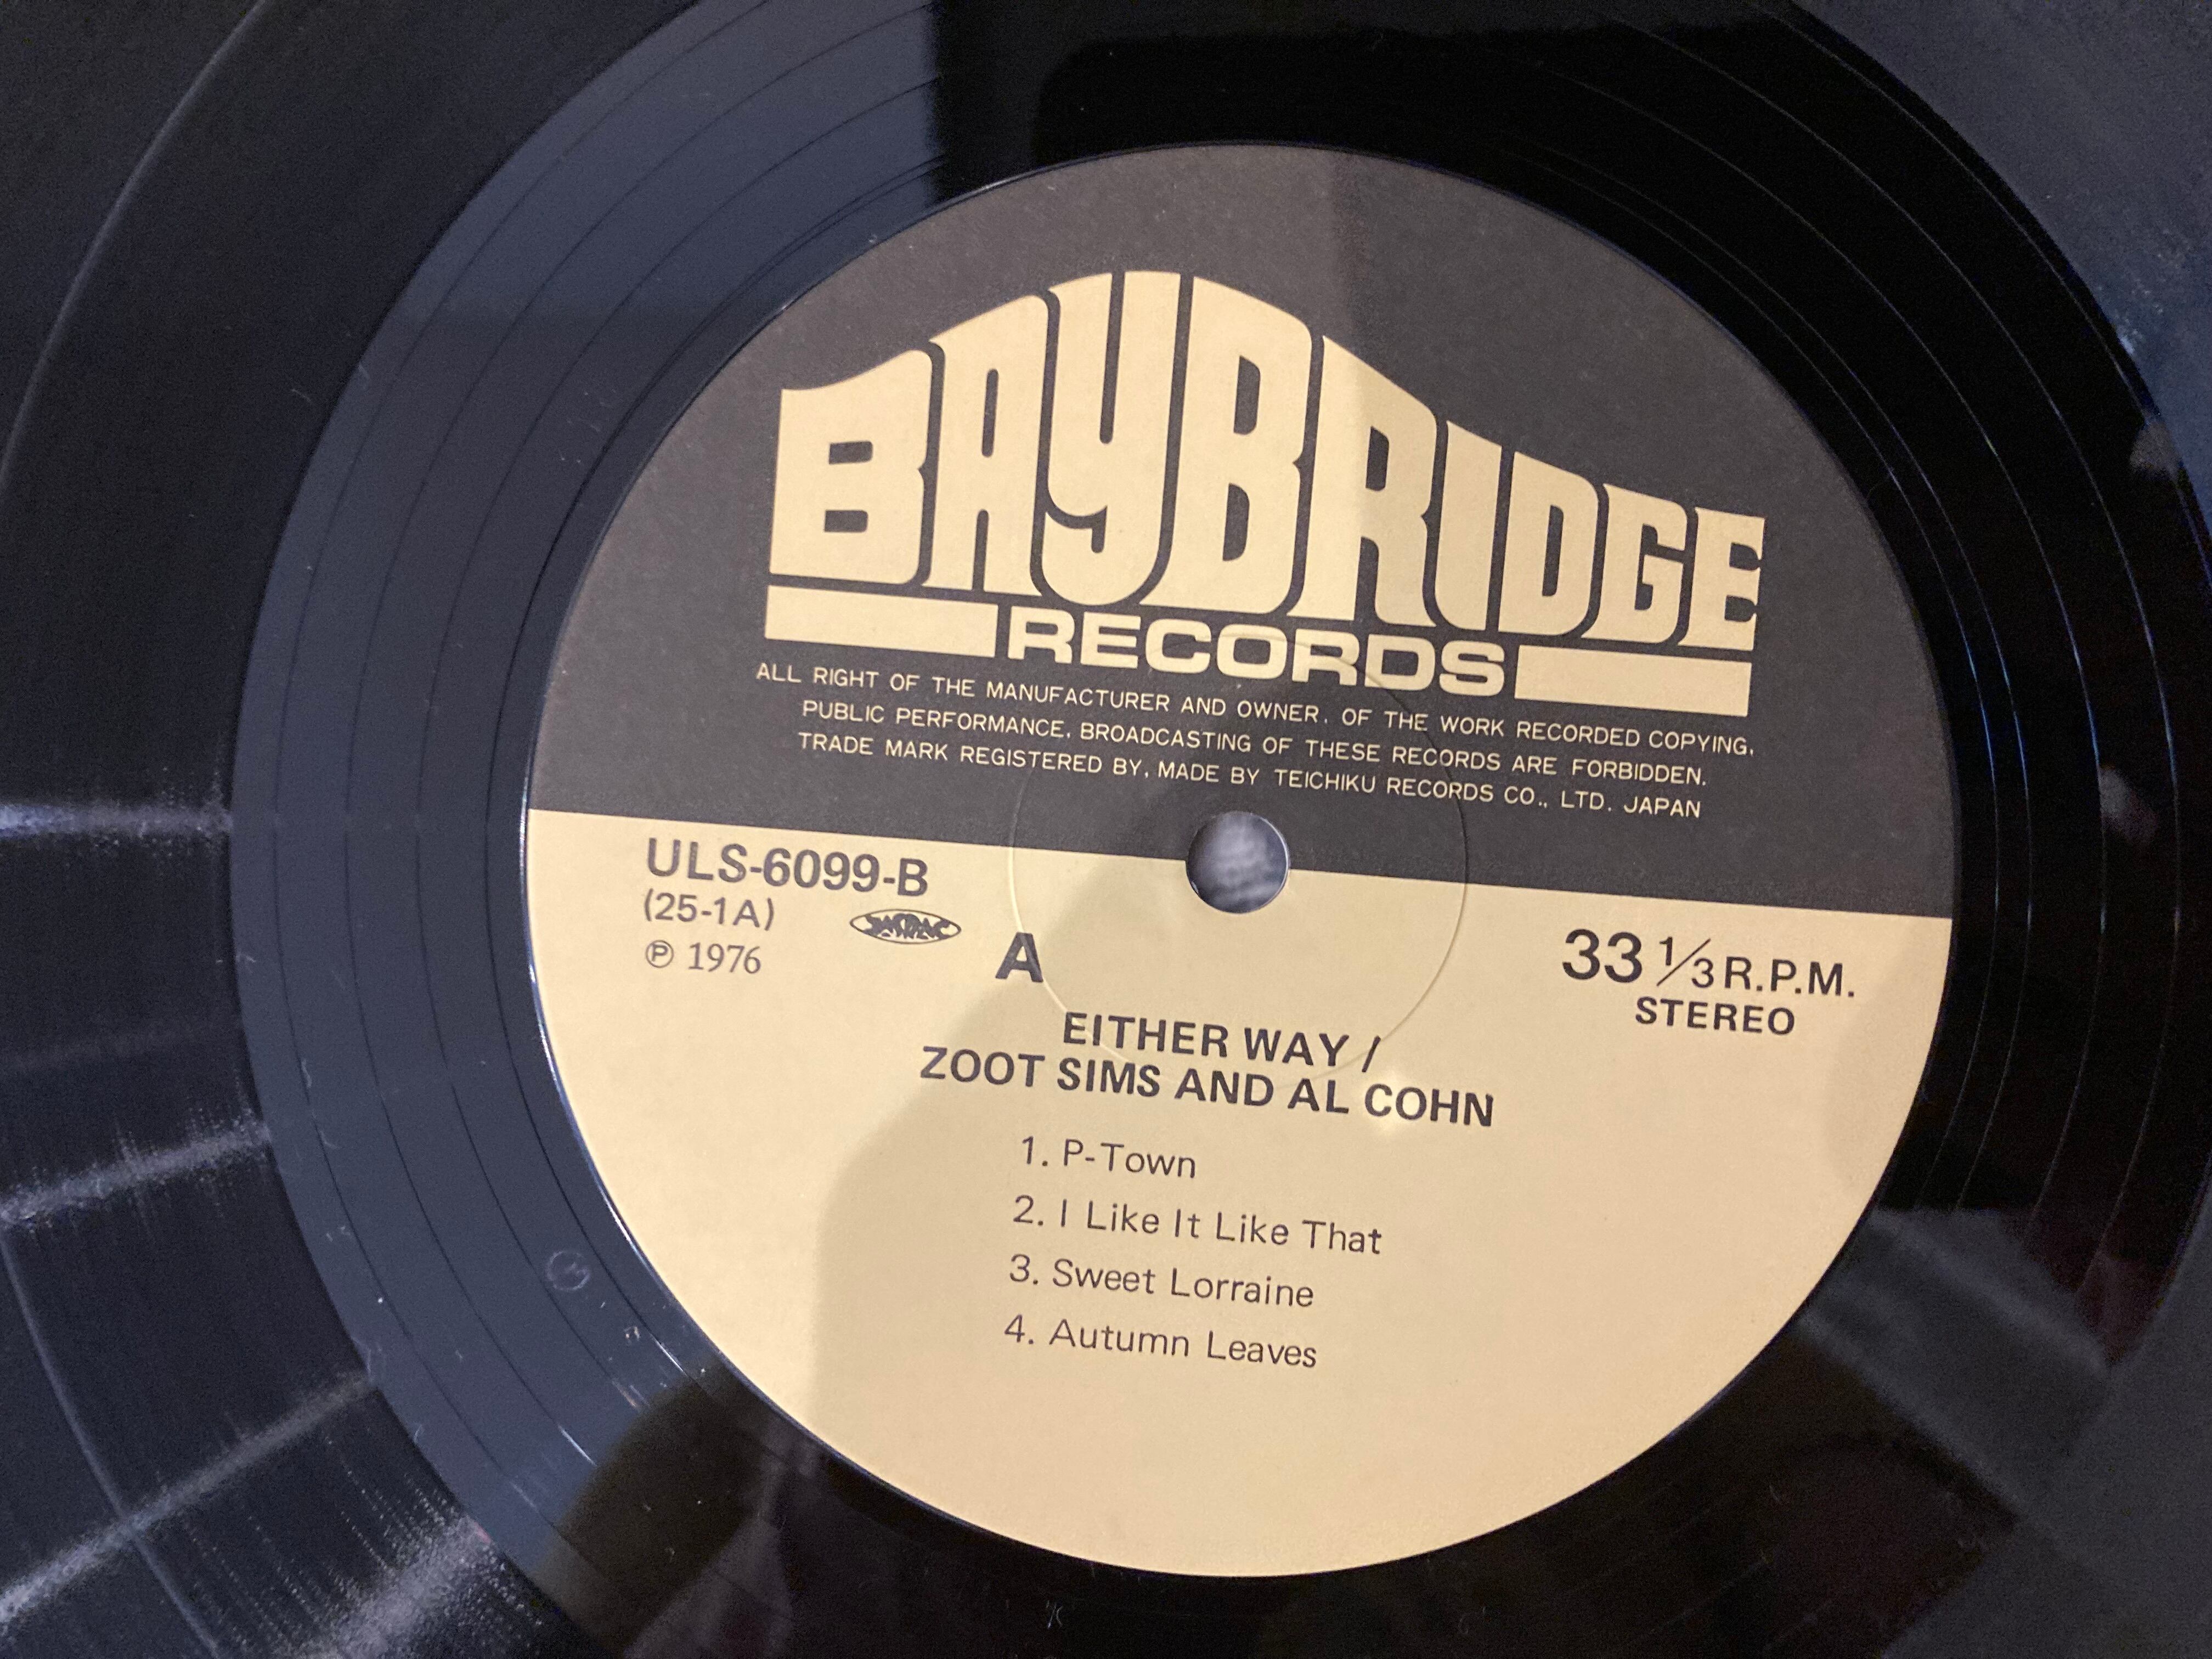 BAYBRIDGE
RECORDS
ALL RIGHT OF THE MANUFACTURER AND OWNER. OF THE WORK RECORDED COPYING,
PUBLIC PERFORMANCE, BROADCASTING OF THESE RECORDS ARE FORBIDDEN.
TRADE MARK REGISTERED BY, MADE BY TEICHIKU RECORDS CO., LTD. JAPAN
ULS-6099-B
(25-1A)
JASRAC
℗ 1976
A
33 1/3 R.P.M.
STEREO
EITHER WAY /
ZOOT SIMS AND AL COHN
1. P-Town
2. I Like It Like That
3. Sweet Lorraine
4. Autumn Leaves